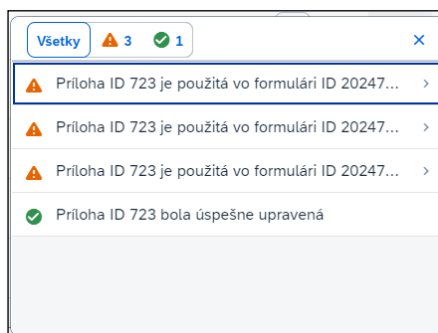 Všetky 3 1
Príloha ID 723 je použitá vo formulári ID 20247...
Príloha ID 723 je použitá vo formulári ID 20247...
Príloha ID 723 je použitá vo formulári ID 20247...
Príloha ID 723 bola úspešne upravená